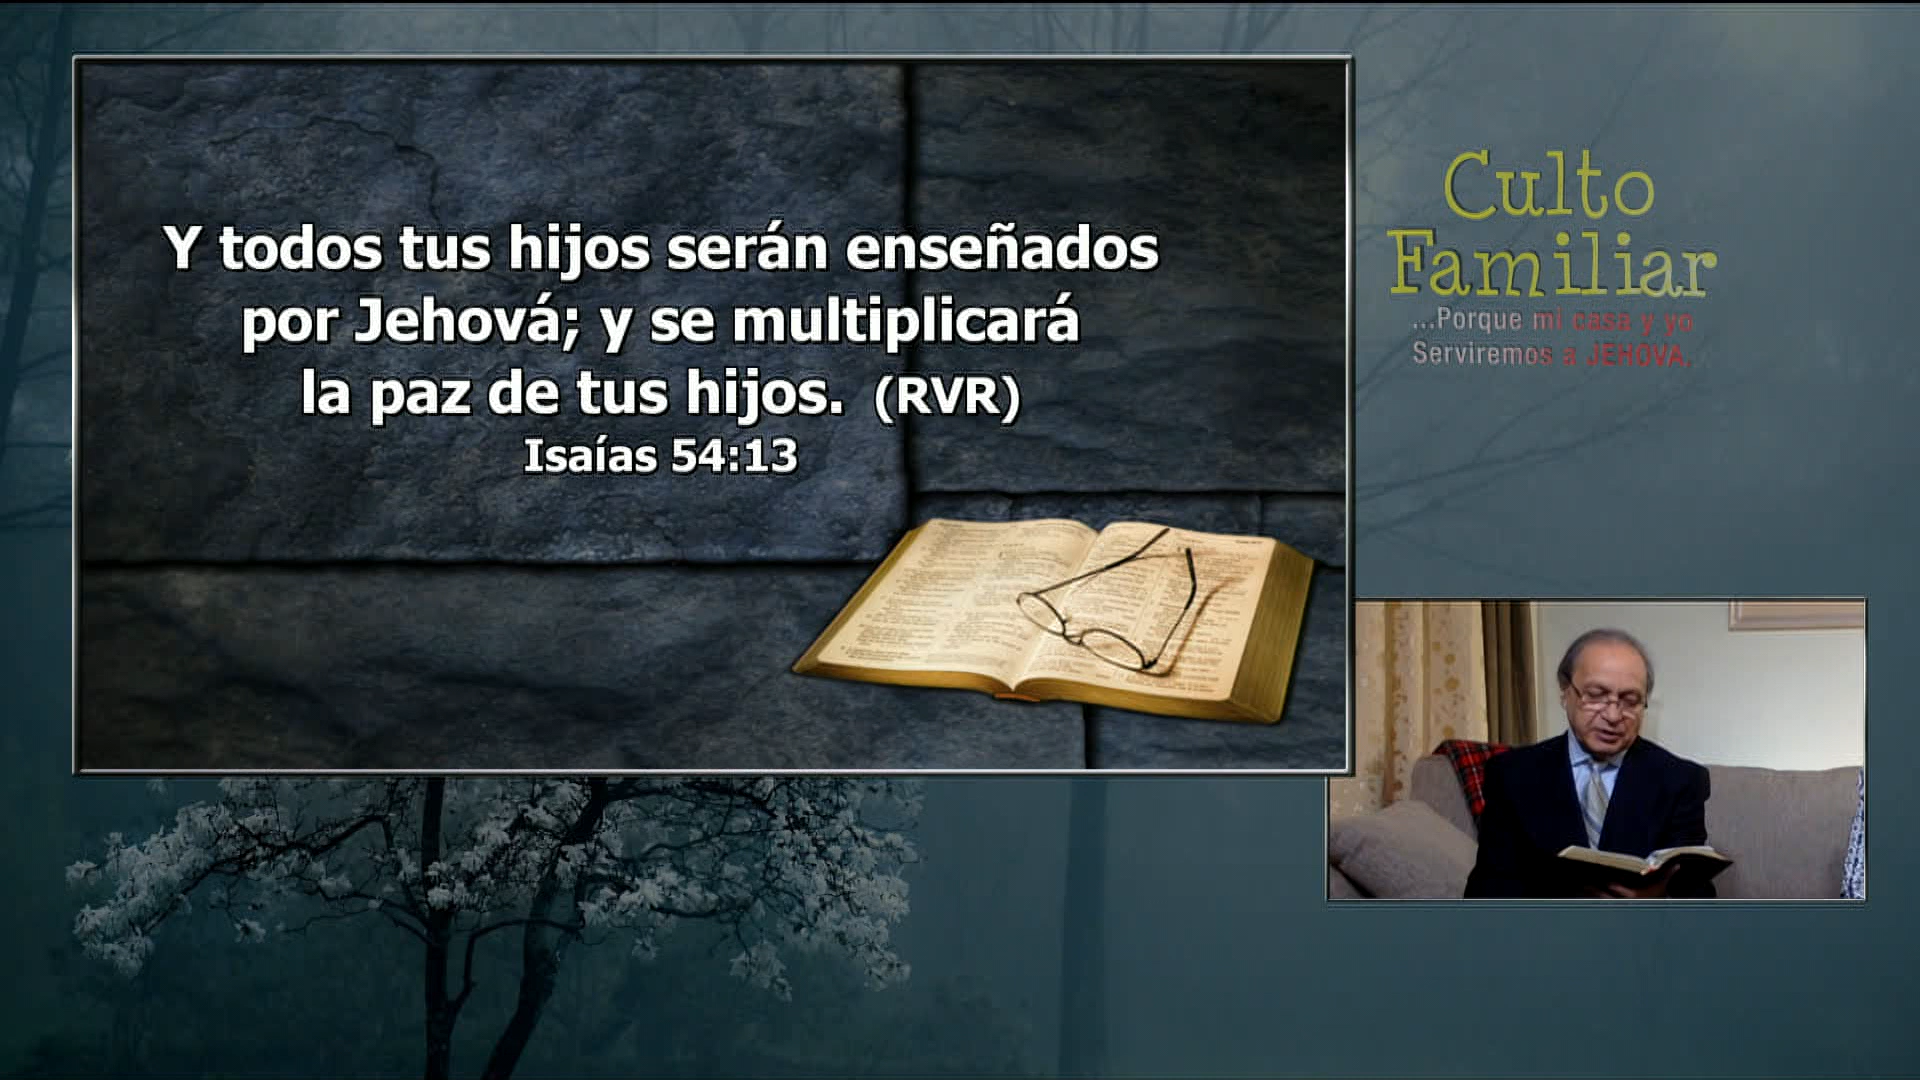 Y todos tus hijos serán enseñados
por Jehová; y se multiplicará
la paz de tus hijos. (RVR)
Isaías 54:13
Culto
Familiar
...Porque mi casa y yo
Serviremos a JEHOVA.